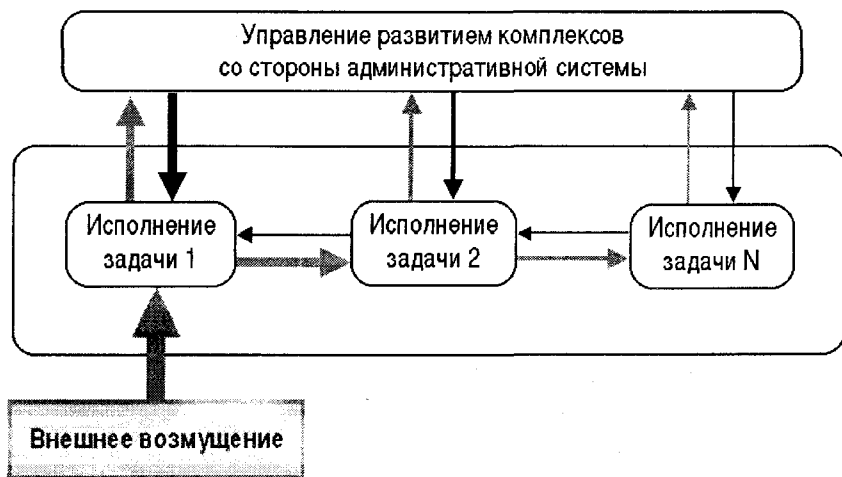 Управление развитием комплексов
со стороны административной системы
Исполнение
задачи 1
Исполнение
задачи 2
Исполнение
задачи N
Внешнее возмущение